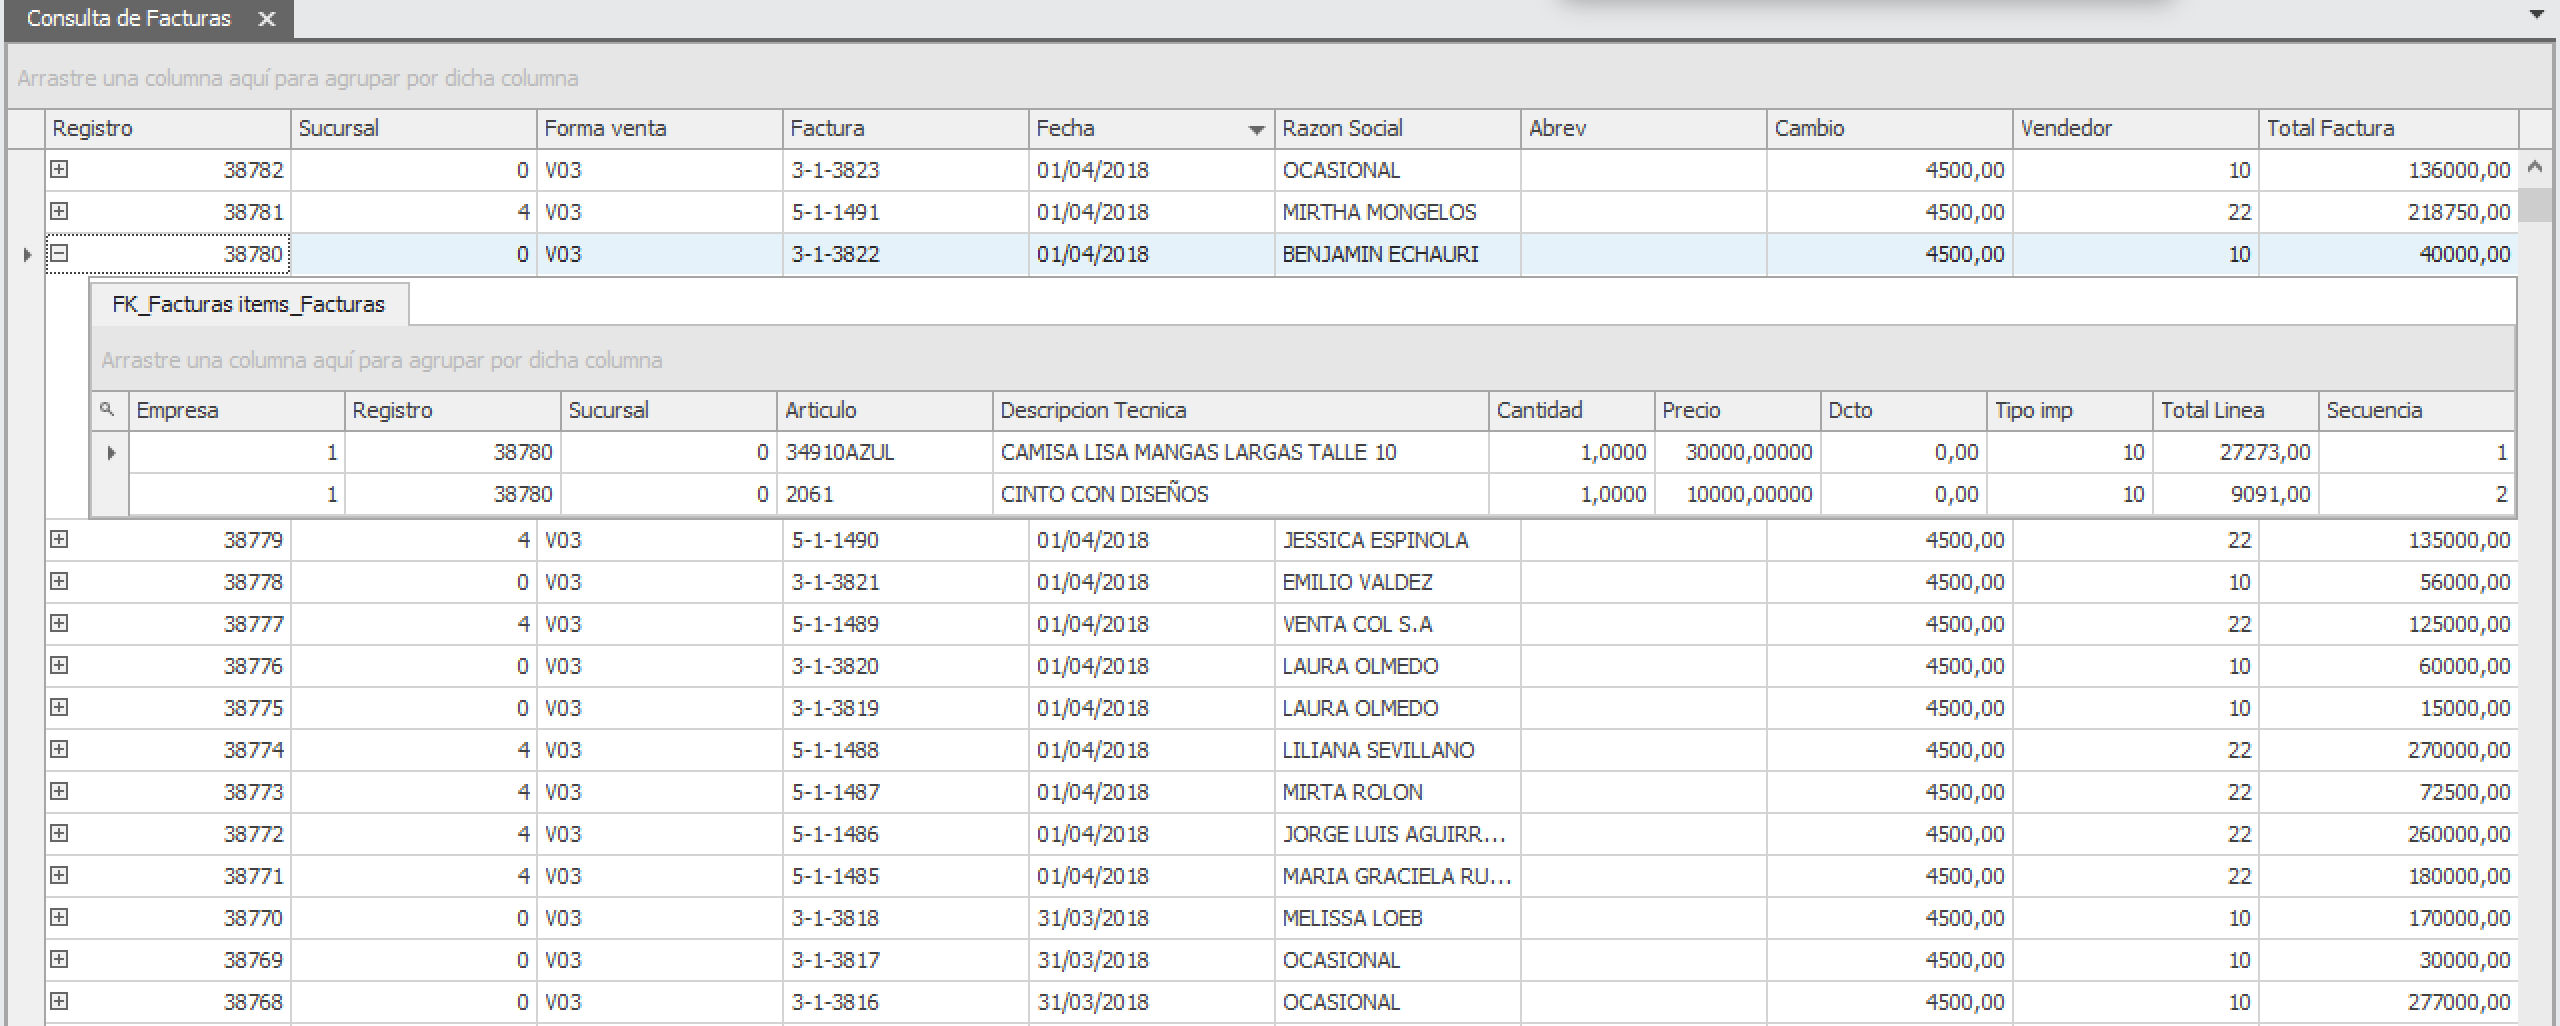 Consulta de Facturas
Arrastre una columna aquí para agrupar por dicha columna
Registro Sucursal Forma venta Factura Fecha Razon Social Abrev Cambio Vendedor Total Factura
38782 0 V03 3-1-3823 01/04/2018 OCASIONAL 4500,00 10 136000,00
38781 4 V03 5-1-1491 01/04/2018 MIRTHA MONGELOS 4500,00 22 218750,00
38780 0 V03 3-1-3822 01/04/2018 BENJAMIN ECHAURI 4500,00 10 40000,00
FK_Facturas items_Facturas
Arrastre una columna aquí para agrupar por dicha columna
Empresa Registro Sucursal Articulo Descripcion Tecnica Cantidad Precio Dcto Tipo imp Total Linea Secuencia
1 38780 0 34910AZUL CAMISA LISA MANGAS LARGAS TALLE 10 1,0000 30000,00000 0,00 10 27273,00 1
1 38780 0 2061 CINTO CON DISEÑOS 1,0000 10000,00000 0,00 10 9091,00 2
38779 4 V03 5-1-1490 01/04/2018 JESSICA ESPINOLA 4500,00 22 135000,00
38778 0 V03 3-1-3821 01/04/2018 EMILIO VALDEZ 4500,00 10 56000,00
38777 4 V03 5-1-1489 01/04/2018 VENTA COL S.A 4500,00 22 125000,00
38776 0 V03 3-1-3820 01/04/2018 LAURA OLMEDO 4500,00 10 60000,00
38775 0 V03 3-1-3819 01/04/2018 LAURA OLMEDO 4500,00 10 15000,00
38774 4 V03 5-1-1488 01/04/2018 LILIANA SEVILLANO 4500,00 22 270000,00
38773 4 V03 5-1-1487 01/04/2018 MIRTA ROLON 4500,00 22 72500,00
38772 4 V03 5-1-1486 01/04/2018 JORGE LUIS AGUIRR... 4500,00 22 260000,00
38771 4 V03 5-1-1485 01/04/2018 MARIA GRACIELA RU... 4500,00 22 180000,00
38770 0 V03 3-1-3818 31/03/2018 MELISSA LOEB 4500,00 10 170000,00
38769 0 V03 3-1-3817 31/03/2018 OCASIONAL 4500,00 10 30000,00
38768 0 V03 3-1-3816 31/03/2018 OCASIONAL 4500,00 10 277000,00